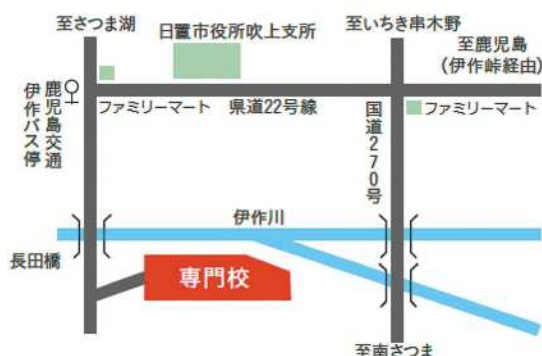 至さつま湖
日置市役所吹上支所
至いちき串木野
至鹿児島
(伊作峠経由)
鹿児島交通
伊作バス停
ファミリーマート
県道22号線
国道270号
ファミリーマート
伊作川
長田橋
専門校
至南さつま